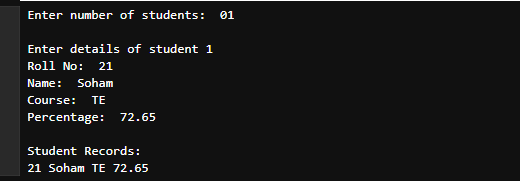 Enter number of students:  01
Enter details of student 1
Roll No:  21
Name:  Soham
Course:  TE
Percentage:  72.65
Student Records:
21 Soham TE 72.65